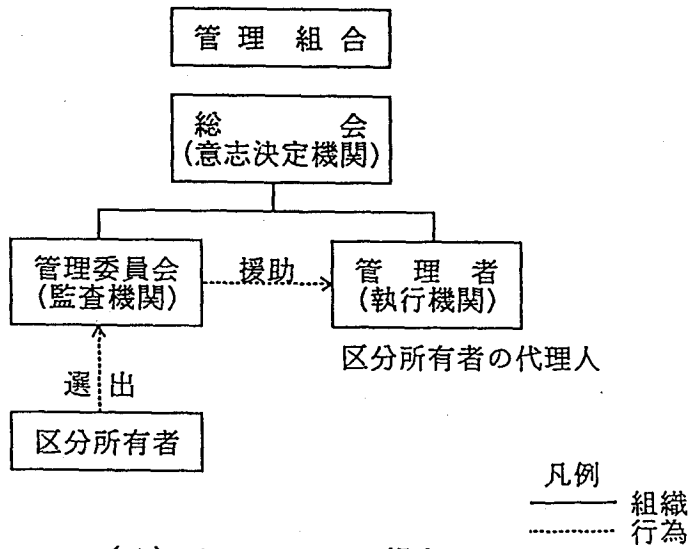 管理組合
総会
(意志決定機関)
管理委員会
(監査機関)
援助
管理者
(執行機関)
区分所有者の代理人
選出
区分所有者
凡例
組織
行為